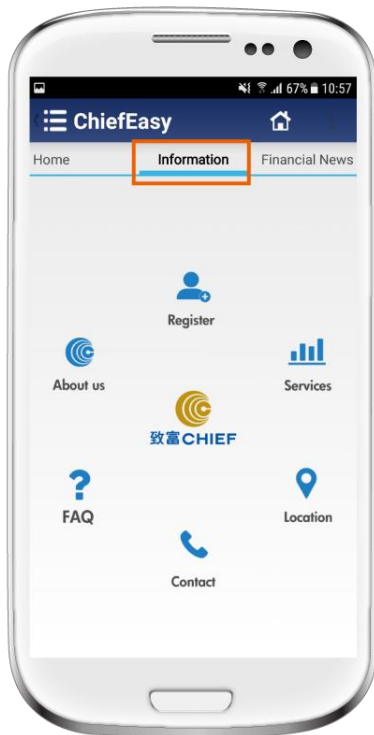 67% 10:57
ChiefEasy
Home Information Financial News
Register
About us
Services
致富CHIEF
FAQ
Location
Contact